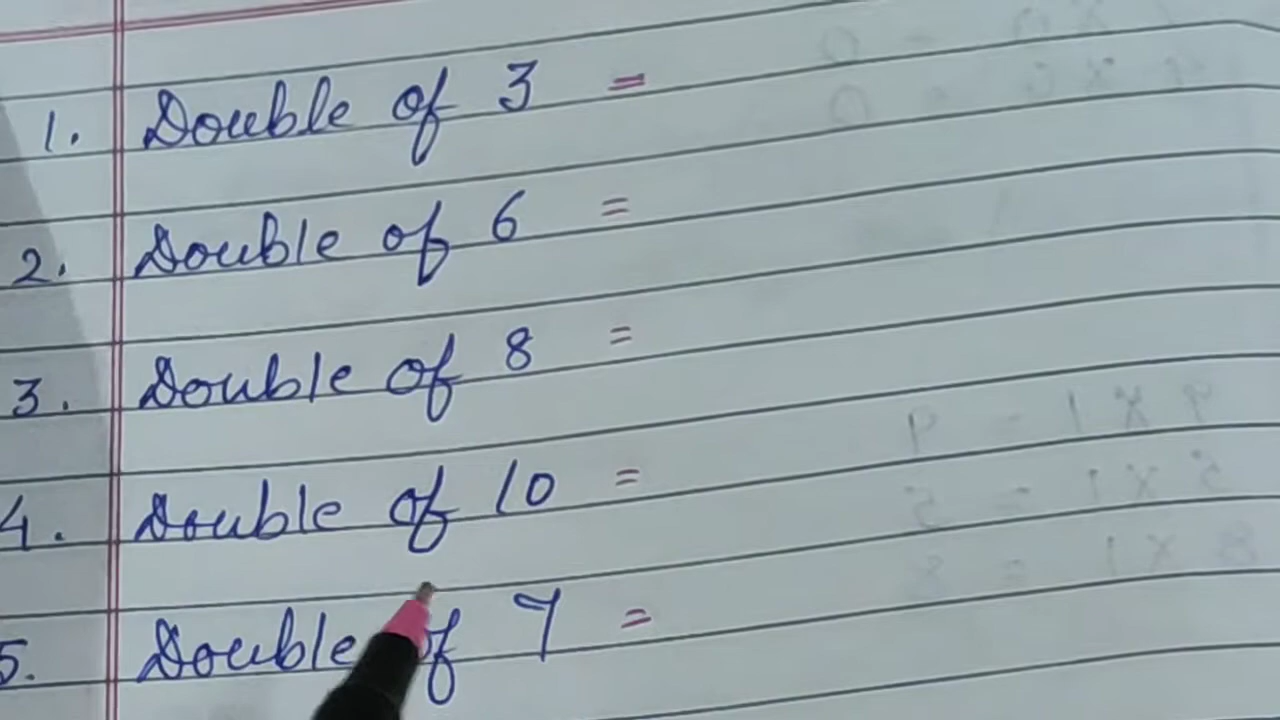 1. Double of 3 =
2. Double of 6 =
3. Double of 8 =
4. Double of 10 =
5. Double of 7 =